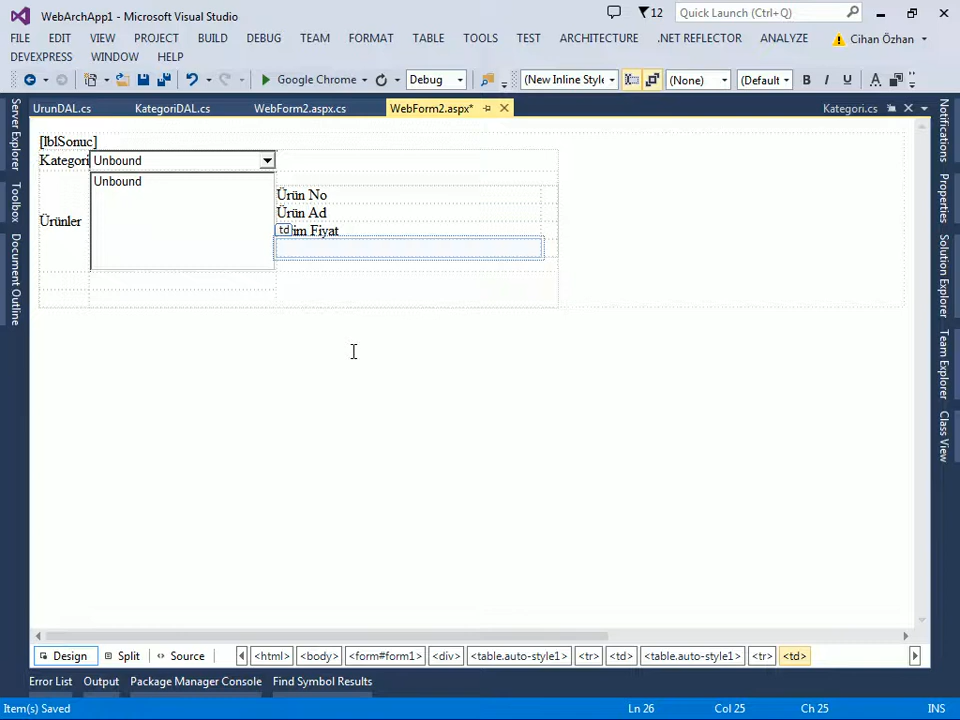 WebArchApp1 - Microsoft Visual Studio
12
Quick Launch (Ctrl+Q)
FILE EDIT VIEW PROJECT BUILD DEBUG TEAM FORMAT TABLE TOOLS TEST ARCHITECTURE .NET REFLECTOR ANALYZE Cihan Özhan
DEVEXPRESS WINDOW HELP
Google Chrome Debug (New Inline Style (None) (Default B I U A
UrunDAL.cs KategoriDAL.cs WebForm2.aspx.cs WebForm2.aspx* Kategori.cs
Server Explorer
Toolbox
Document Outline
[lblSonuc]
Kategori Unbound
Unbound
Ürünler
Ürün No
Ürün Ad
td im Fiyat
Notifications
Properties
Solution Explorer
Team Explorer
Class View
Design Split Source <html> <body> <form#form1> <div> <table.auto-style1> <tr> <td> <table.auto-style1> <tr> <td>
Error List Output Package Manager Console Find Symbol Results
Item(s) Saved Ln 26 Col 25 Ch 25 INS